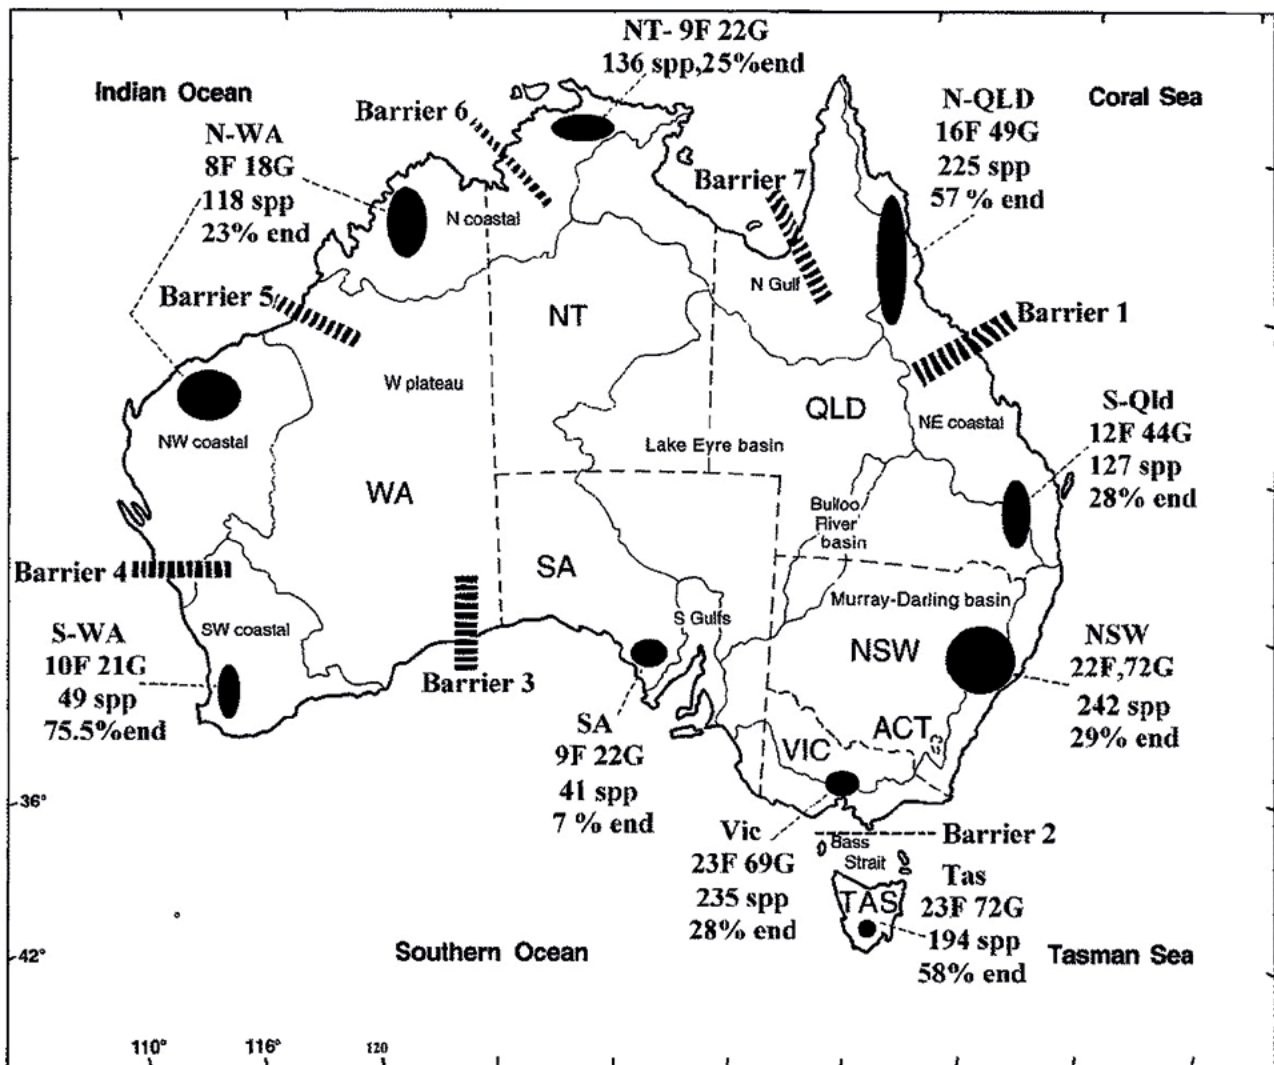 NT- 9F 22G
136 spp,25%end
Indian Ocean
Coral Sea
Barrier 6
N-QLD
16F 49G
225 spp
57 % end
N-WA
8F 18G
118 spp
23% end
Barrier 7
N coastal
N Gulf
Barrier 5
NT
Barrier 1
W plateau
QLD
S-Qld
12F 44G
127 spp
28% end
NE coastal
NW coastal
Lake Eyre basin
WA
Bulloo
River
basin
Barrier 4
SA
Murray-Darling basin
SW coastal
S Gulfs
S-WA
10F 21G
49 spp
75.5%end
NSW
NSW
22F,72G
242 spp
29% end
Barrier 3
SA
9F 22G
41 spp
7 % end
ACT
VIC
36°
Vic
23F 69G
235 spp
28% end
Barrier 2
Bass
Strait
Tas
23F 72G
194 spp
58% end
TAS
Southern Ocean
Tasman Sea
42°
110°
116°
120